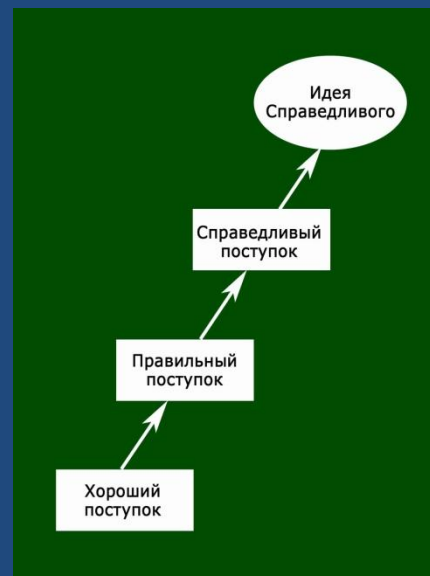 Идея
Справедливого
Справедливый
поступок
Правильный
поступок
Хороший
поступок